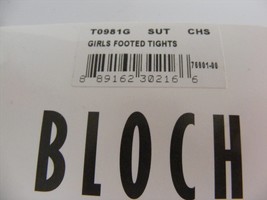 T0981G SUT CHS
GIRLS FOOTED TIGHTS
8 89162 30216 6
BLOCH